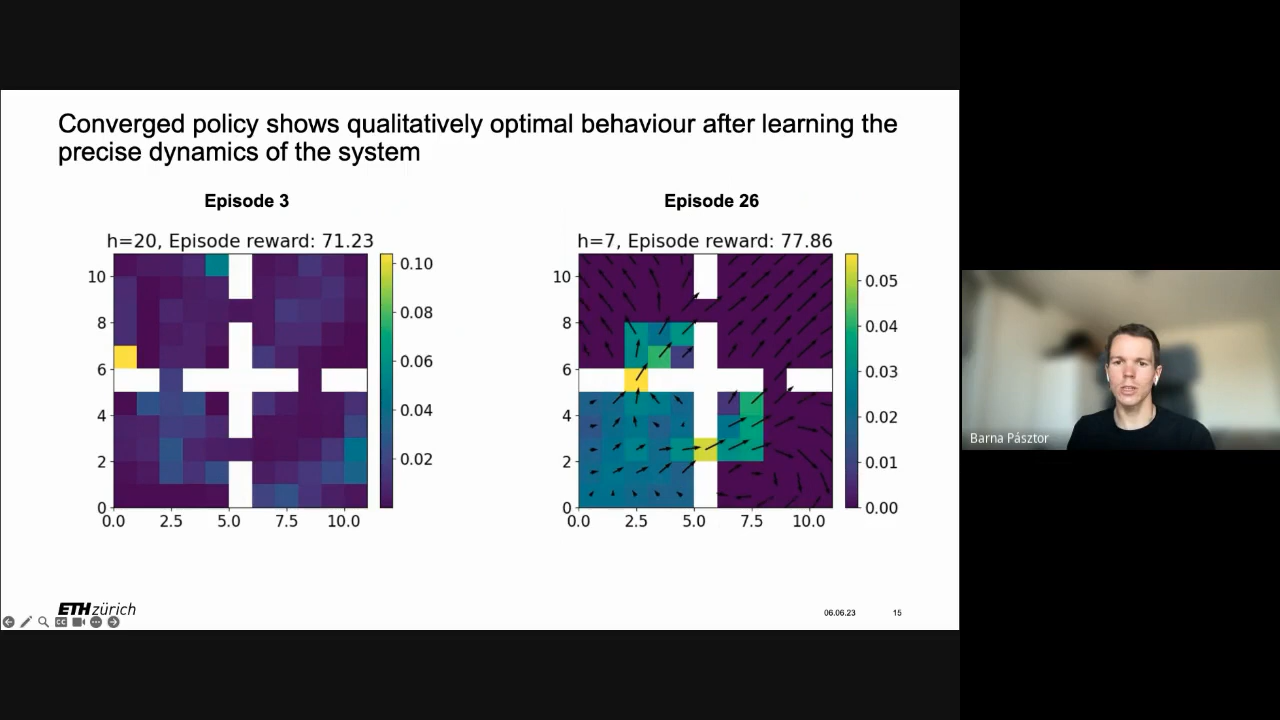 Converged policy shows qualitatively optimal behaviour after learning the
precise dynamics of the system
Episode 3
Episode 26
h=20, Episode reward: 71.23
10
8
6
4
2
0
0.0 2.5 5.0 7.5 10.0
0.10
0.08
0.06
0.04
0.02
h=7, Episode reward: 77.86
10
8
6
4
2
0
0.0 2.5 5.0 7.5 10.0
0.05
0.04
0.03
0.02
0.01
0.00
Barna Pásztor
ETH zürich
06.06.23 15
CC